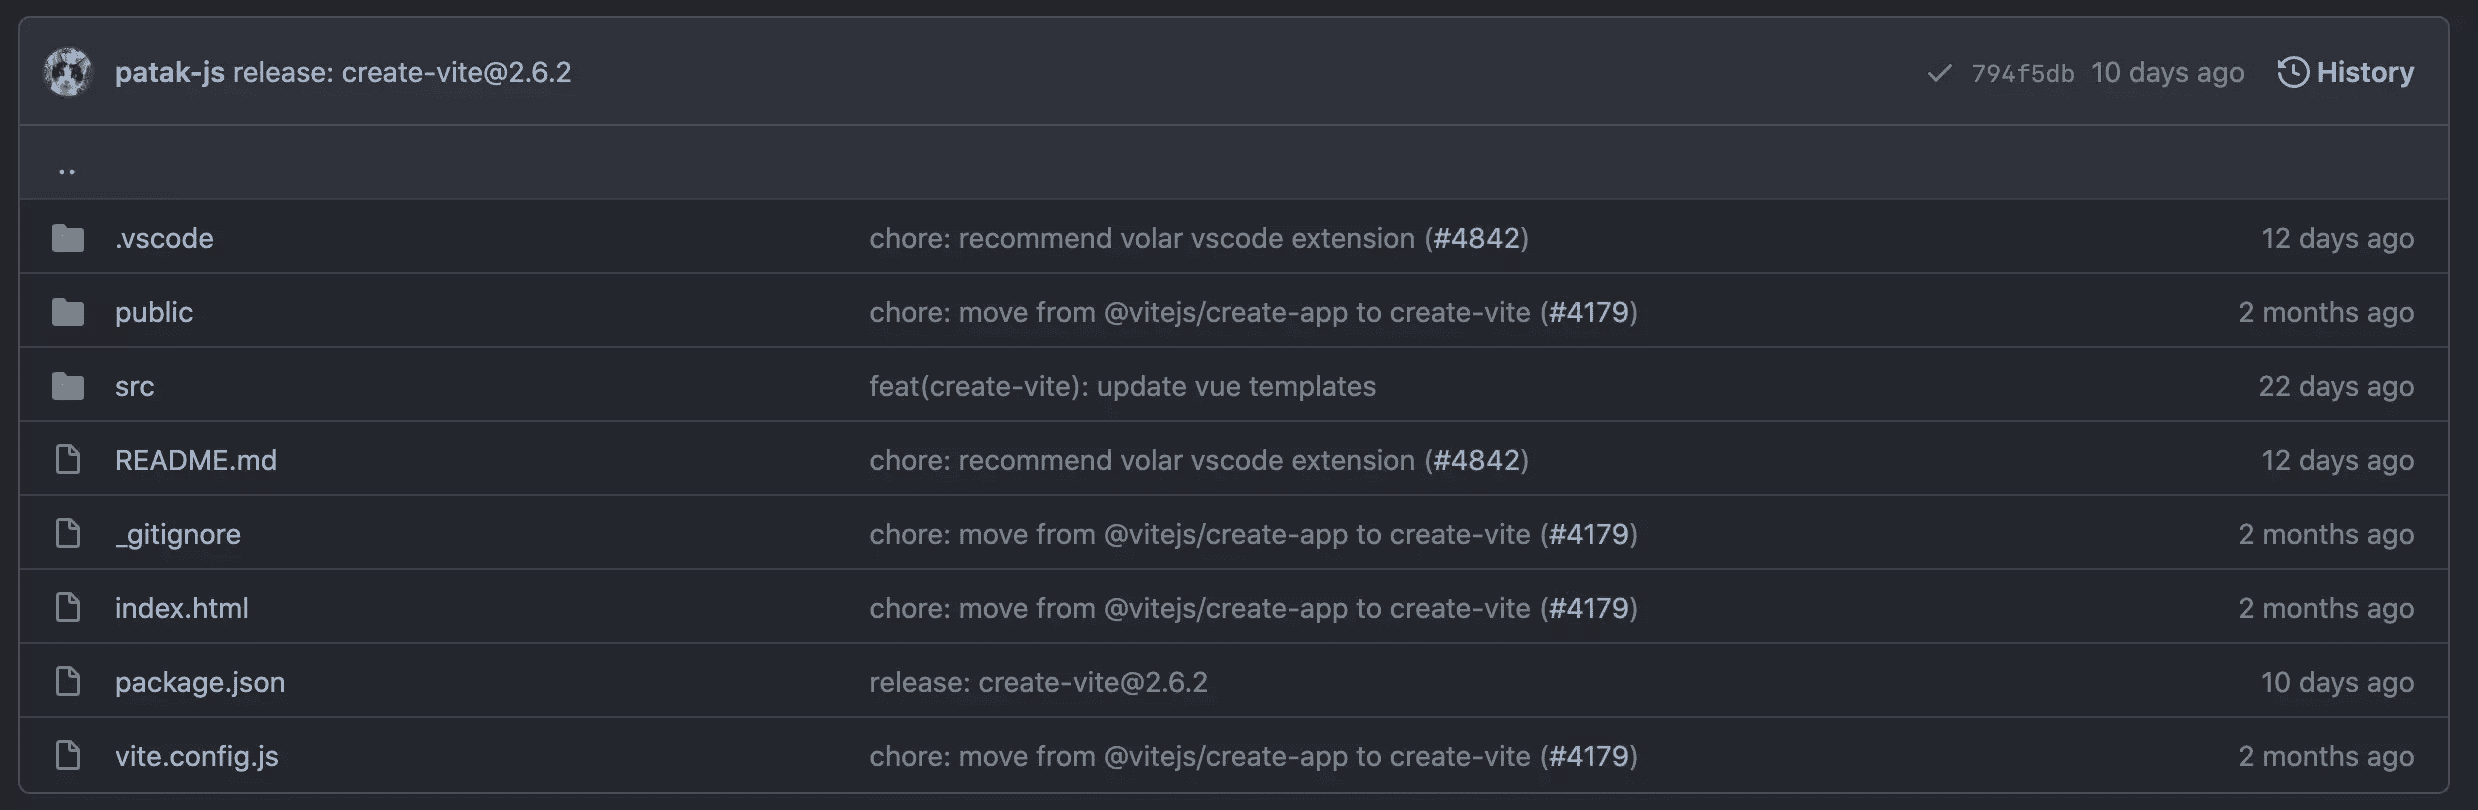 patak-js release: create-vite@2.6.2 794f5db 10 days ago History
..
.vscode chore: recommend volar vscode extension (#4842) 12 days ago
public chore: move from @vitejs/create-app to create-vite (#4179) 2 months ago
src feat(create-vite): update vue templates 22 days ago
README.md chore: recommend volar vscode extension (#4842) 12 days ago
_gitignore chore: move from @vitejs/create-app to create-vite (#4179) 2 months ago
index.html chore: move from @vitejs/create-app to create-vite (#4179) 2 months ago
package.json release: create-vite@2.6.2 10 days ago
vite.config.js chore: move from @vitejs/create-app to create-vite (#4179) 2 months ago